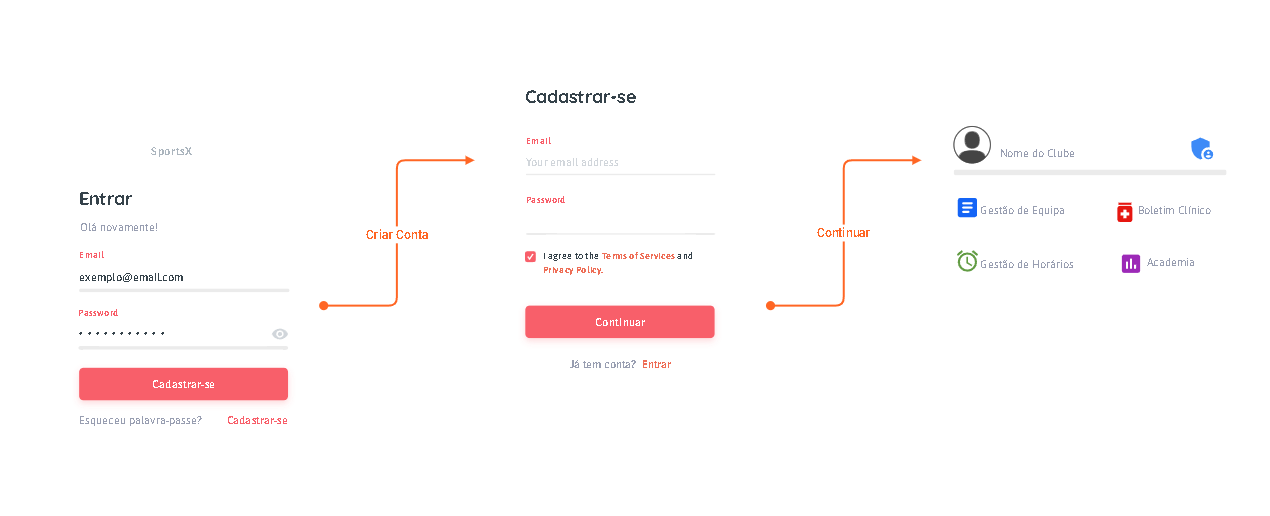 SportsX
Entrar
Olá novamente!
Email
exemplo@email.com
Password
Cadastrar-se
Esqueceu palavra-passe? Cadastrar-se
Criar Conta
Cadastrar-se
Email
Your email address
Password
I agree to the Terms of Services and
Privacy Policy.
Continuar
Já tem conta? Entrar
Continuar
Nome do Clube
Gestão de Equipa
Boletim Clínico
Gestão de Horários
Academia